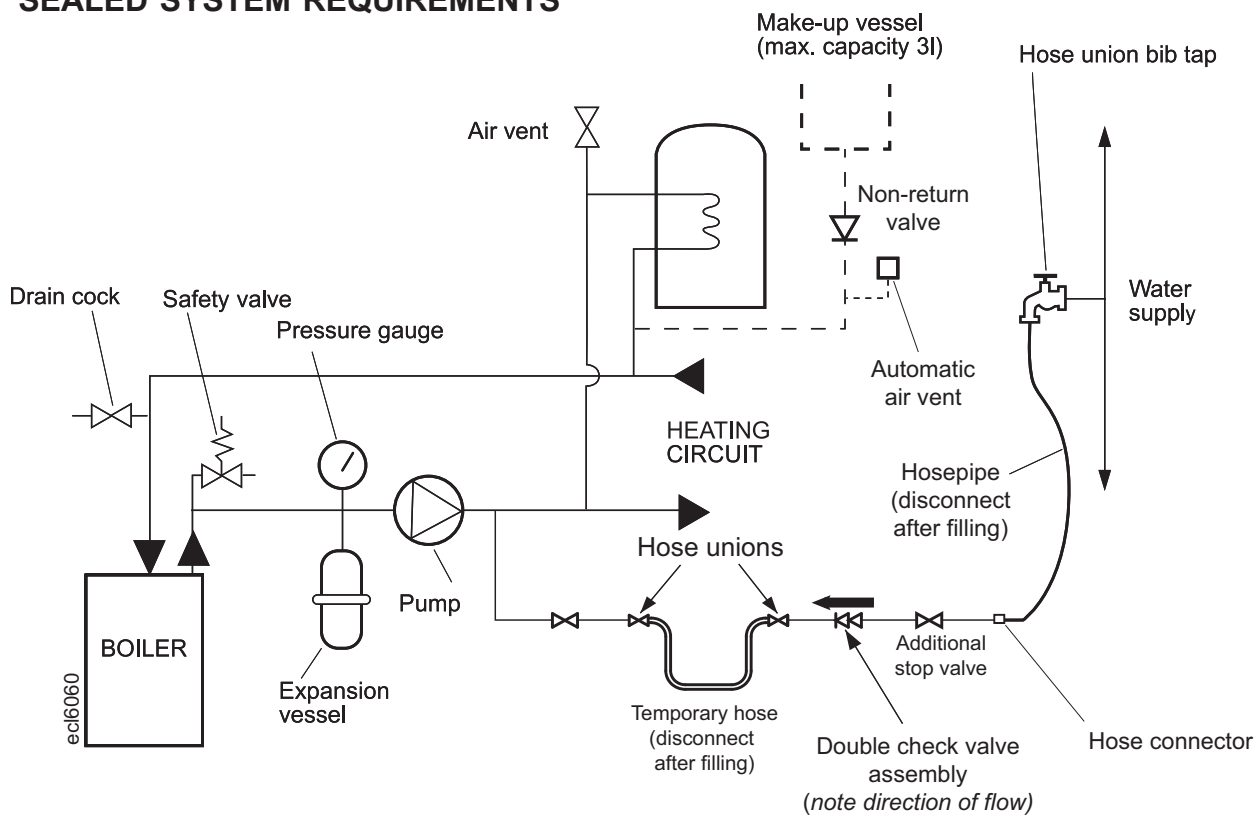 SEALED SYSTEM REQUIREMENTS
Make-up vessel
(max. capacity 3l)
Hose union bib tap
Air vent
Non-return
valve
Drain cock
Safety valve
Pressure gauge
Water
supply
Automatic
air vent
HEATING
CIRCUIT
Hosepipe
(disconnect
after filling)
Hose unions
Pump
BOILER
Additional
stop valve
Expansion
vessel
ecl6060
Temporary hose
(disconnect
after filling)
Double check valve
assembly
(note direction of flow)
Hose connector